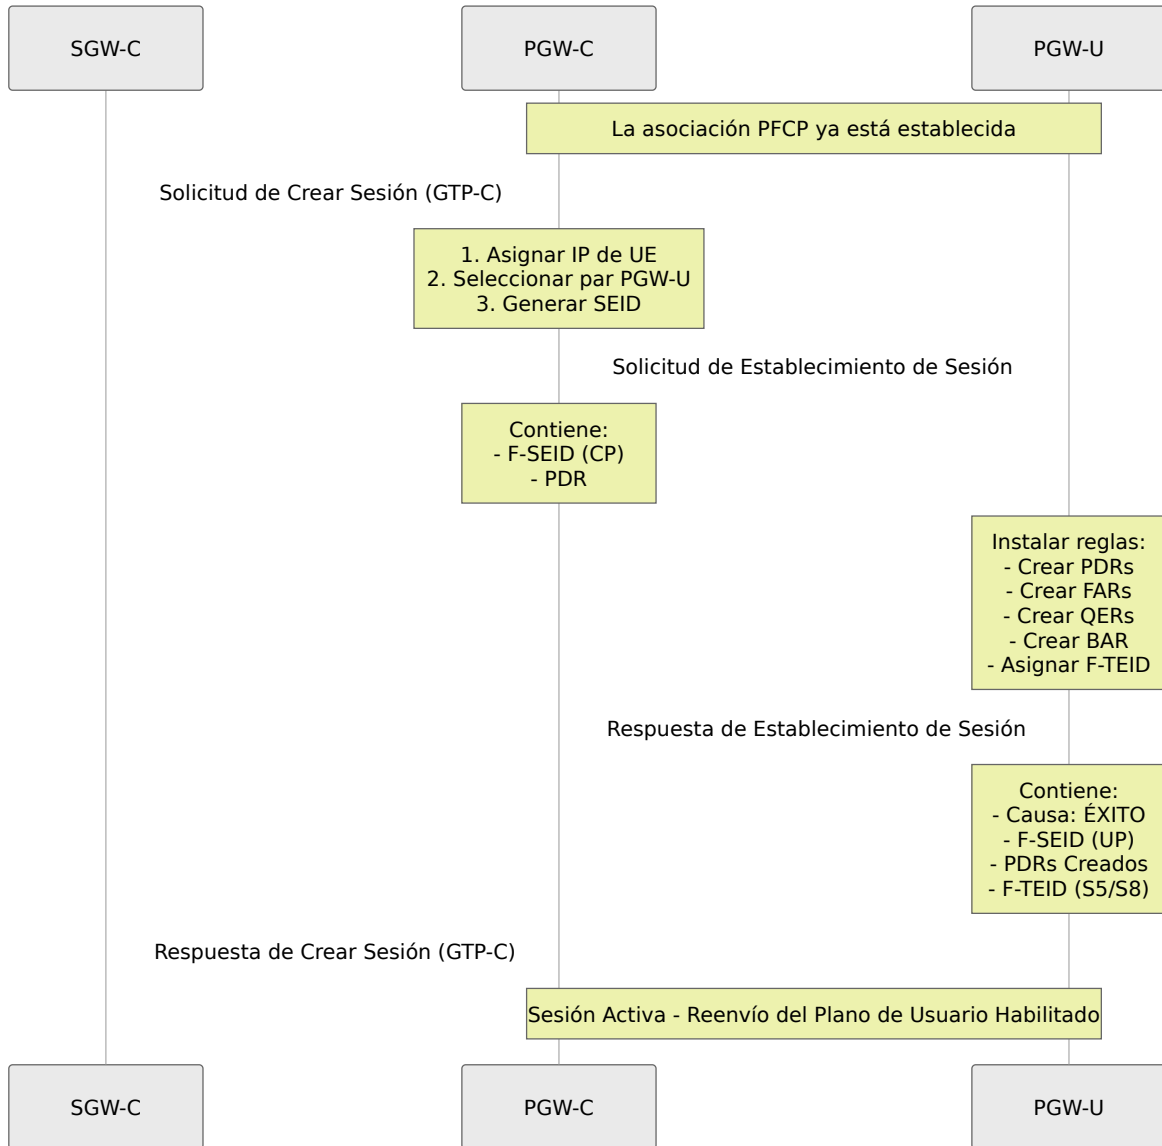 SGW-C
PGW-C
PGW-U
La asociación PFCP ya está establecida
Solicitud de Crear Sesión (GTP-C)
1. Asignar IP de UE
2. Seleccionar par PGW-U
3. Generar SEID
Solicitud de Establecimiento de Sesión
Contiene:
- F-SEID (CP)
- PDR
Instalar reglas:
- Crear PDRs
- Crear FARs
- Crear QERs
- Crear BAR
- Asignar F-TEID
Respuesta de Establecimiento de Sesión
Contiene:
- Causa: ÉXITO
- F-SEID (UP)
- PDRs Creados
- F-TEID (S5/S8)
Respuesta de Crear Sesión (GTP-C)
Sesión Activa - Reenvío del Plano de Usuario Habilitado
SGW-C
PGW-C
PGW-U